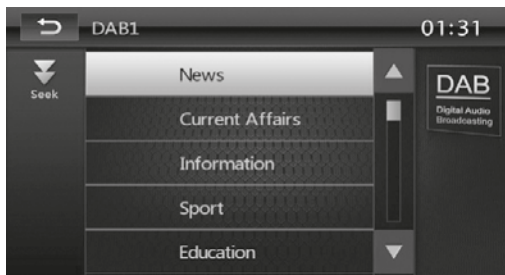 DAB1
01:31
Seek
News
Current Affairs
Information
Sport
Education
DAB
Digital Audio
Broadcasting